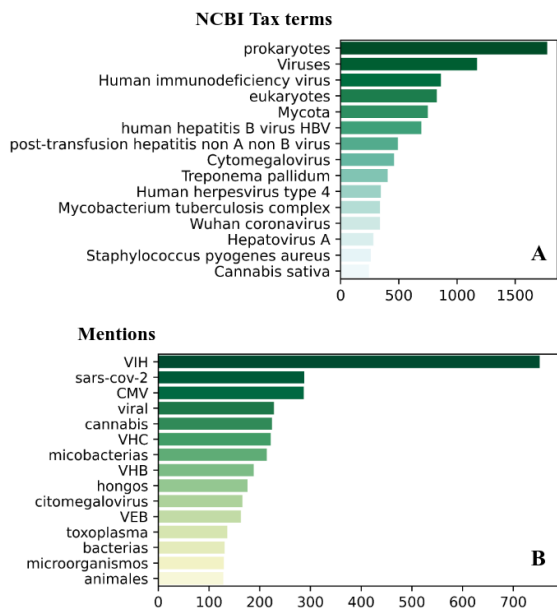 NCBI Tax terms
prokaryotes
Viruses
Human immunodeficiency virus
eukaryotes
Mycota
human hepatitis B virus HBV
post-transfusion hepatitis non A non B virus
Cytomegalovirus
Treponema pallidum
Human herpesvirus type 4
Mycobacterium tuberculosis complex
Wuhan coronavirus
Hepatovirus A
Staphylococcus pyogenes aureus
Cannabis sativa
A
0 500 1000 1500
Mentions
VIH
sars-cov-2
CMV
viral
cannabis
VHC
micobacterias
VHB
hongos
citomegalovirus
VEB
toxoplasma
bacterias
microorganismos
animales
B
0 100 200 300 400 500 600 700